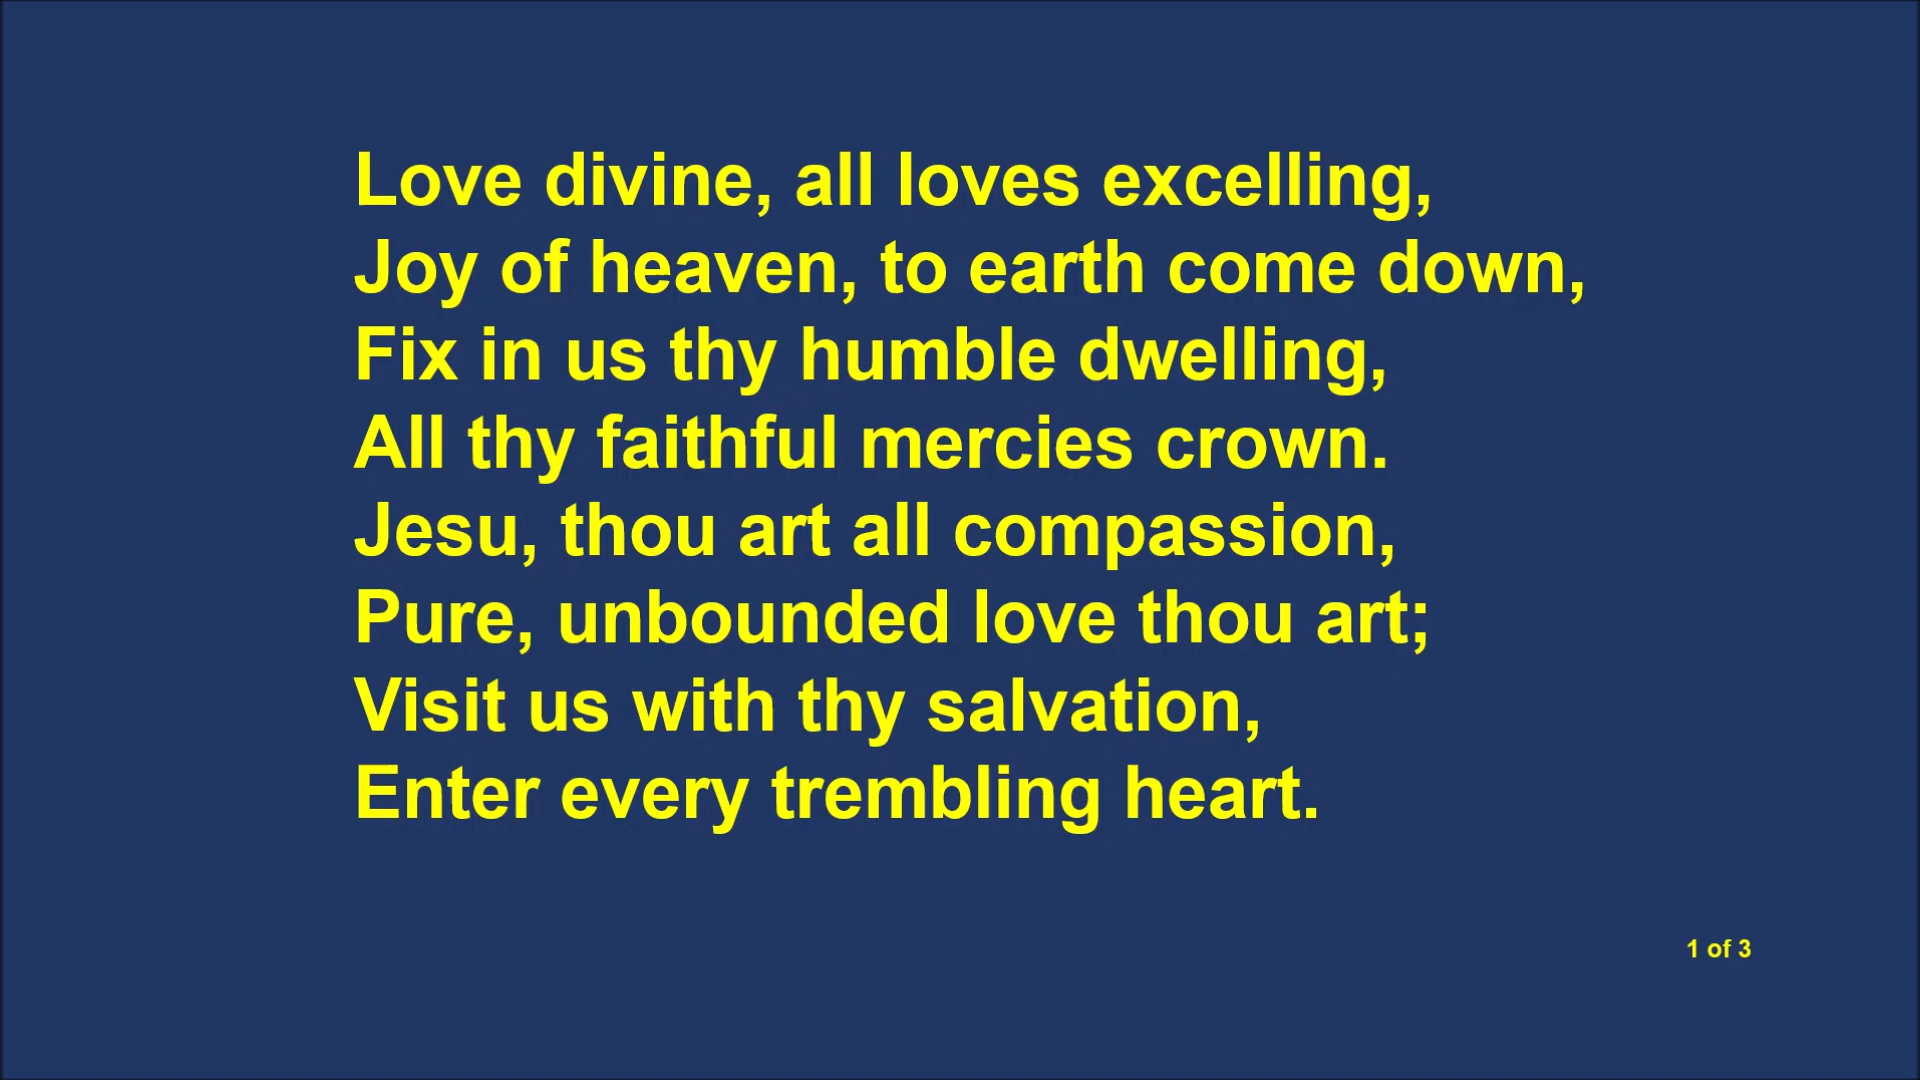 Love divine, all loves excelling,
Joy of heaven, to earth come down,
Fix in us thy humble dwelling,
All thy faithful mercies crown.
Jesu, thou art all compassion,
Pure, unbounded love thou art;
Visit us with thy salvation,
Enter every trembling heart.
1 of 3